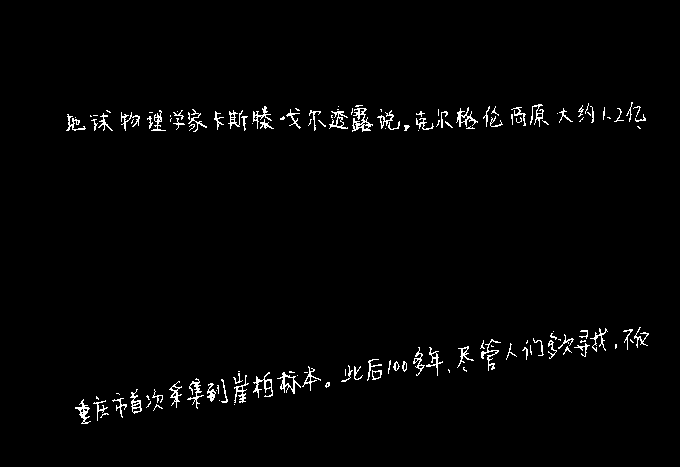 地球物理学家卡斯滕·戈尔透露说,克尔格伦高原大约1.2亿
重庆市首次采集到崖柏标本。此后100多年,尽管人们多次寻找,不仅